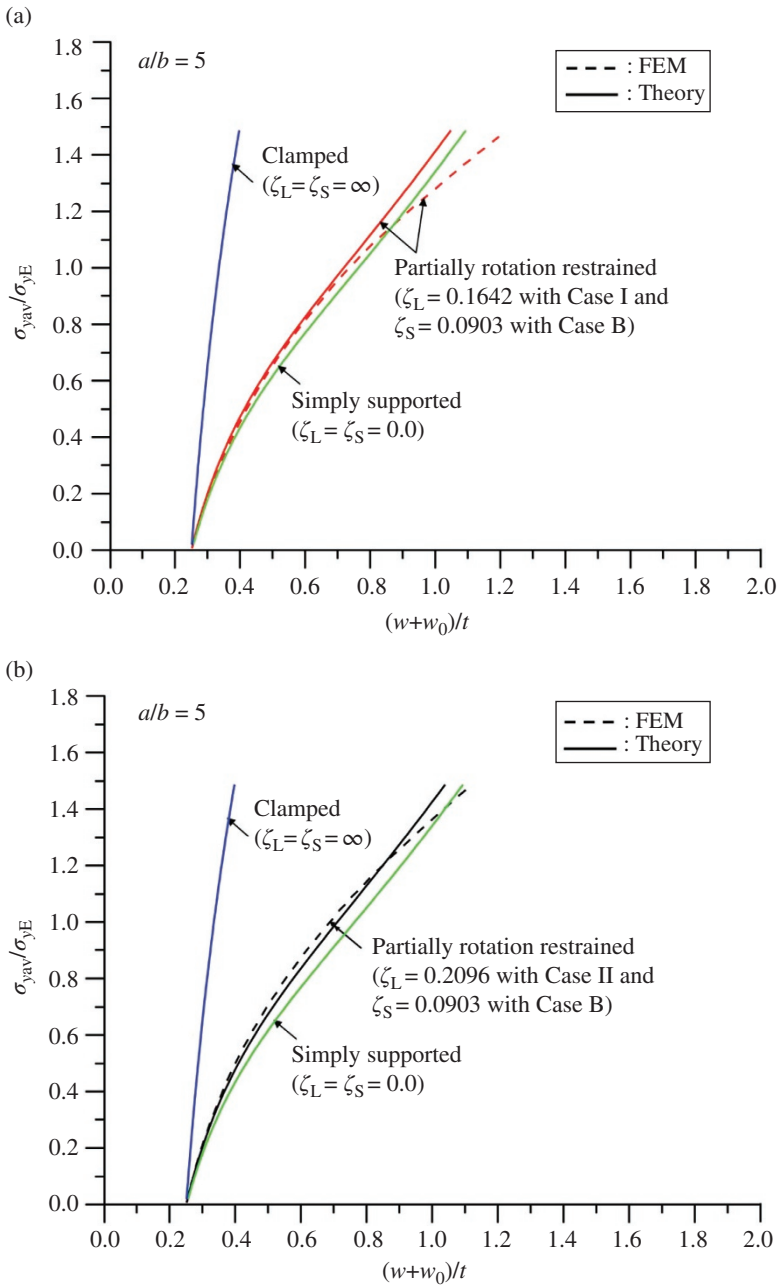 (a)
a/b = 5
- - - : FEM
— : Theory
Clamped
(ζL = ζS = ∞)
Partially rotation restrained
(ζL = 0.1642 with Case I and
ζS = 0.0903 with Case B)
Simply supported
(ζL = ζS = 0.0)
σyav/σyE
1.8
1.6
1.4
1.2
1.0
0.8
0.6
0.4
0.2
0.0
0.0 0.2 0.4 0.6 0.8 1.0 1.2 1.4 1.6 1.8 2.0
(w+w0)/t
(b)
a/b = 5
- - - : FEM
— : Theory
Clamped
(ζL = ζS = ∞)
Partially rotation restrained
(ζL = 0.2096 with Case II and
ζS = 0.0903 with Case B)
Simply supported
(ζL = ζS = 0.0)
σyav/σyE
1.8
1.6
1.4
1.2
1.0
0.8
0.6
0.4
0.2
0.0
0.0 0.2 0.4 0.6 0.8 1.0 1.2 1.4 1.6 1.8 2.0
(w+w0)/t